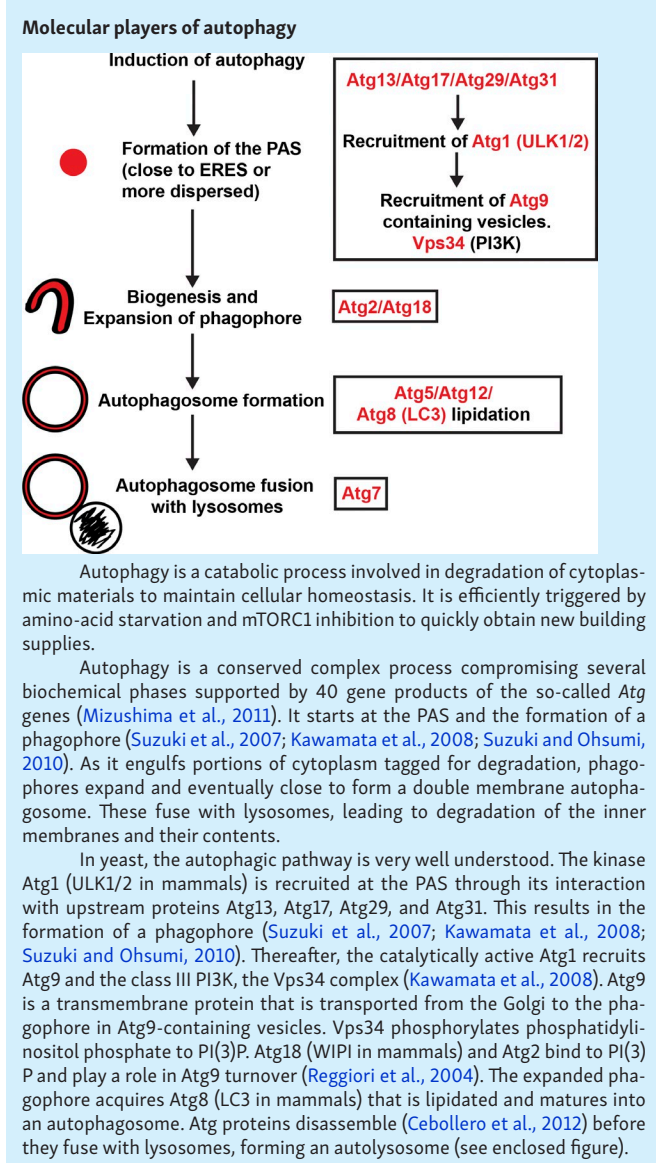 Molecular players of autophagy
Induction of autophagy
Atg13/Atg17/Atg29/Atg31
Formation of the PAS
(close to ERES or
more dispersed)
Recruitment of Atg1 (ULK1/2)
Recruitment of Atg9
containing vesicles.
Vps34 (PI3K)
Biogenesis and
Expansion of phagophore
Atg2/Atg18
Autophagosome formation
Atg5/Atg12/
Atg8 (LC3) lipidation
Autophagosome fusion
with lysosomes
Atg7
Autophagy is a catabolic process involved in degradation of cytoplas-
mic materials to maintain cellular homeostasis. It is efficiently triggered by
amino-acid starvation and mTORC1 inhibition to quickly obtain new building
supplies.
Autophagy is a conserved complex process compromising several
biochemical phases supported by 40 gene products of the so-called Atg
genes (Mizushima et al., 2011). It starts at the PAS and the formation of a
phagophore (Suzuki et al., 2007; Kawamata et al., 2008; Suzuki and Ohsumi,
2010). As it engulfs portions of cytoplasm tagged for degradation, phago-
phores expand and eventually close to form a double membrane autopha-
gosome. These fuse with lysosomes, leading to degradation of the inner
membranes and their contents.
In yeast, the autophagic pathway is very well understood. The kinase
Atg1 (ULK1/2 in mammals) is recruited at the PAS through its interaction
with upstream proteins Atg13, Atg17, Atg29, and Atg31. This results in the
formation of a phagophore (Suzuki et al., 2007; Kawamata et al., 2008;
Suzuki and Ohsumi, 2010). Thereafter, the catalytically active Atg1 recruits
Atg9 and the class III PI3K, the Vps34 complex (Kawamata et al., 2008). Atg9
is a transmembrane protein that is transported from the Golgi to the pha-
gophore in Atg9-containing vesicles. Vps34 phosphorylates phosphatidyli-
nositol phosphate to PI(3)P. Atg18 (WIPI in mammals) and Atg2 bind to PI(3)
P and play a role in Atg9 turnover (Reggiori et al., 2004). The expanded pha-
gophore acquires Atg8 (LC3 in mammals) that is lipidated and matures into
an autophagosome. Atg proteins disassemble (Cebollero et al., 2012) before
they fuse with lysosomes, forming an autolysosome (see enclosed figure).